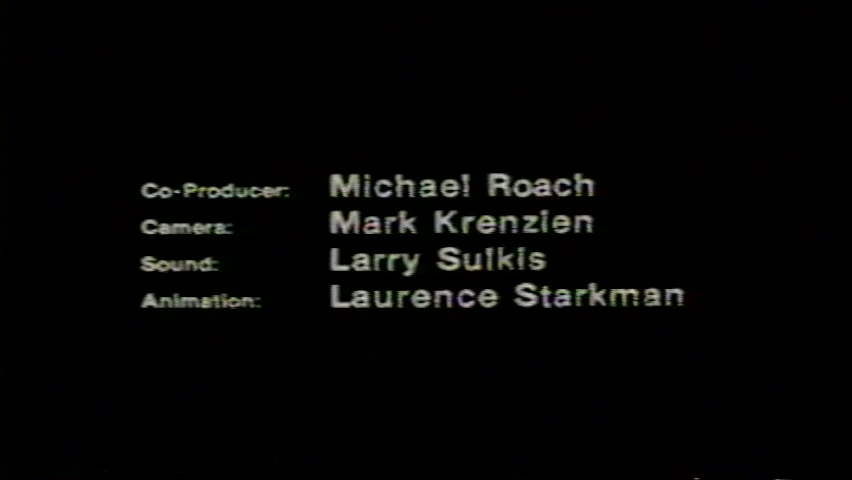 Co-Producer: Michael Roach
Camera: Mark Krenzien
Sound: Larry Sulkis
Animation: Laurence Starkman